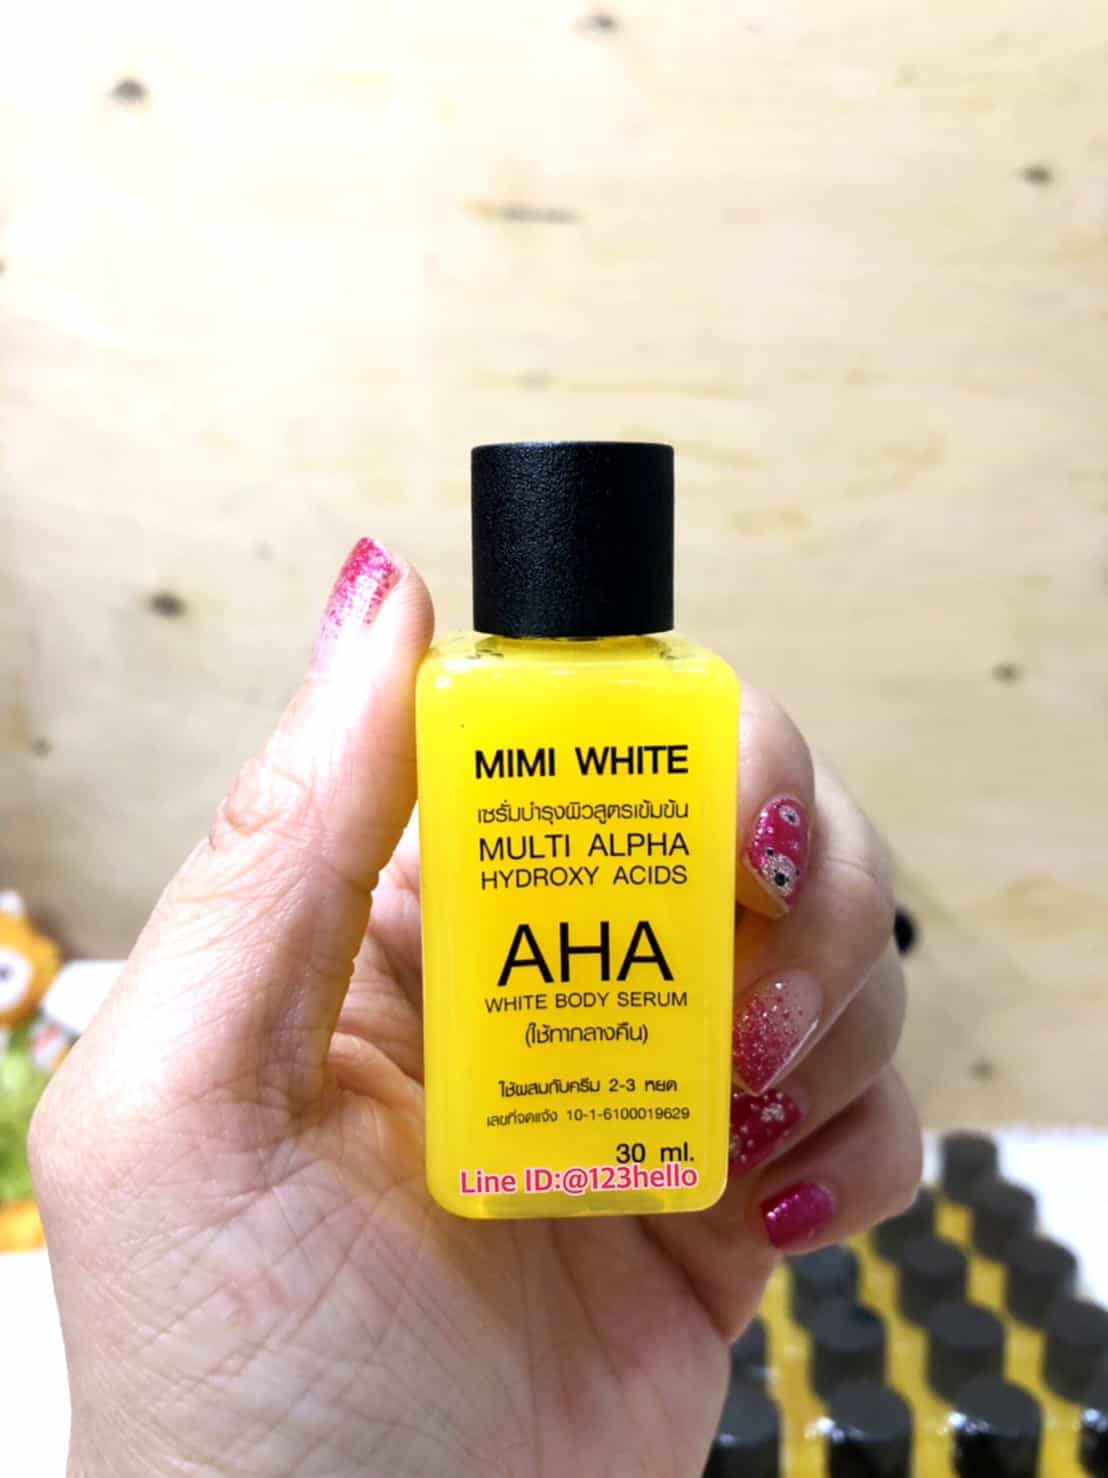 MIMI WHITE
เซรั่มบำรุงผิวสูตรเข้มข้น
MULTI ALPHA
HYDROXY ACIDS
AHA
WHITE BODY SERUM
(ใช้ทากลางคืน)
ใช้ผสมกับครีม 2-3 หยด
เลขที่จดแจ้ง 10-1-6100019629
30 ml.
Line ID:@123hello